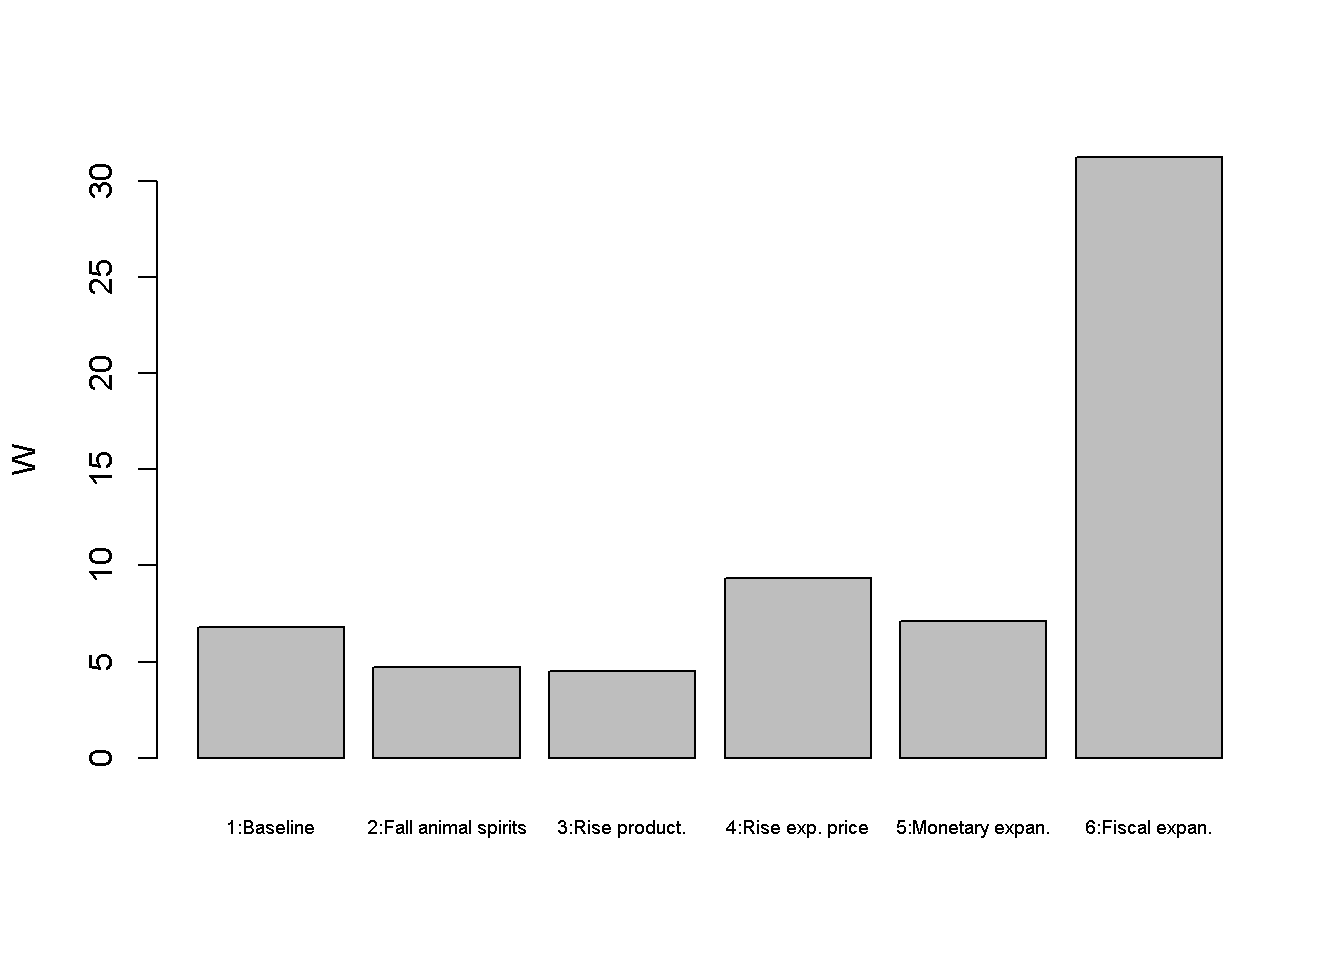 W
30
25
20
15
10
5
0
1:Baseline
2:Fall animal spirits
3:Rise product.
4:Rise exp. price
5:Monetary expan.
6:Fiscal expan.